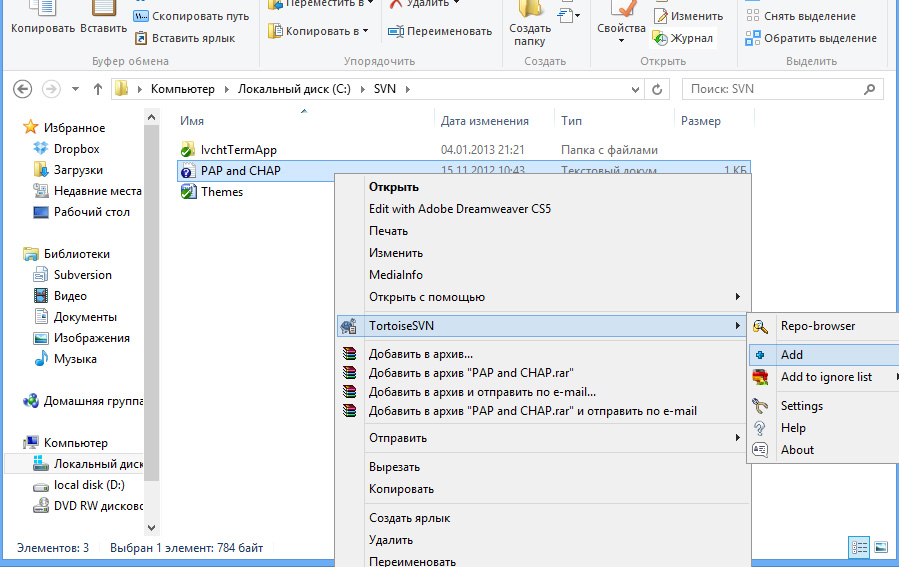 Переместить в
Удалить
Копировать
Вставить
Скопировать путь
Вставить ярлык
Копировать в
Переименовать
Создать
папку
Свойства
Изменить
Журнал
Снять выделение
Обратить выделение
Буфер обмена
Упорядочить
Создать
Открыть
Выделить
Компьютер
Локальный диск (C:)
SVN
Поиск: SVN
Имя
Дата изменения
Тип
Размер
Избранное
Dropbox
Загрузки
Недавние места
Рабочий стол
Библиотеки
Subversion
Видео
Документы
Изображения
Музыка
Домашняя группа
Компьютер
Локальный диск
local disk (D:)
DVD RW дисково
IvchtTermApp
04.01.2013 21:21
Папка с файлами
PAP and CHAP
15.11.2012 10:43
Текстовый докум...
1 КБ
Themes
Открыть
Edit with Adobe Dreamweaver CS5
Печать
Изменить
MediaInfo
Открыть с помощью
TortoiseSVN
Добавить в архив...
Добавить в архив "PAP and CHAP.rar"
Добавить в архив и отправить по e-mail...
Добавить в архив "PAP and CHAP.rar" и отправить по e-mail
Отправить
Вырезать
Копировать
Создать ярлык
Удалить
Переименовать
Repo-browser
Add
Add to ignore list
Settings
Help
About
Элементов: 3
Выбран 1 элемент: 784 байт